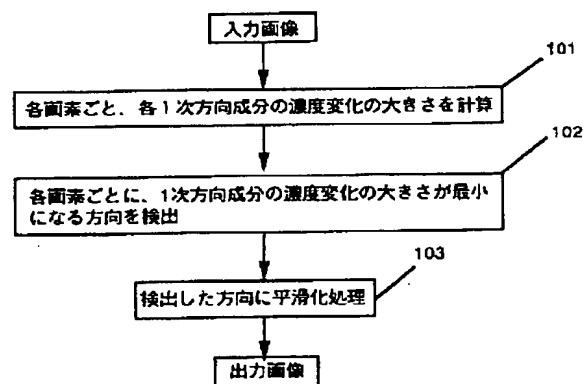 入力画像
101
各画素ごと、各1次方向成分の濃度変化の大きさを計算
102
各画素ごとに、1次方向成分の濃度変化の大きさが最小
になる方向を検出
103
検出した方向に平滑化処理
出力画像